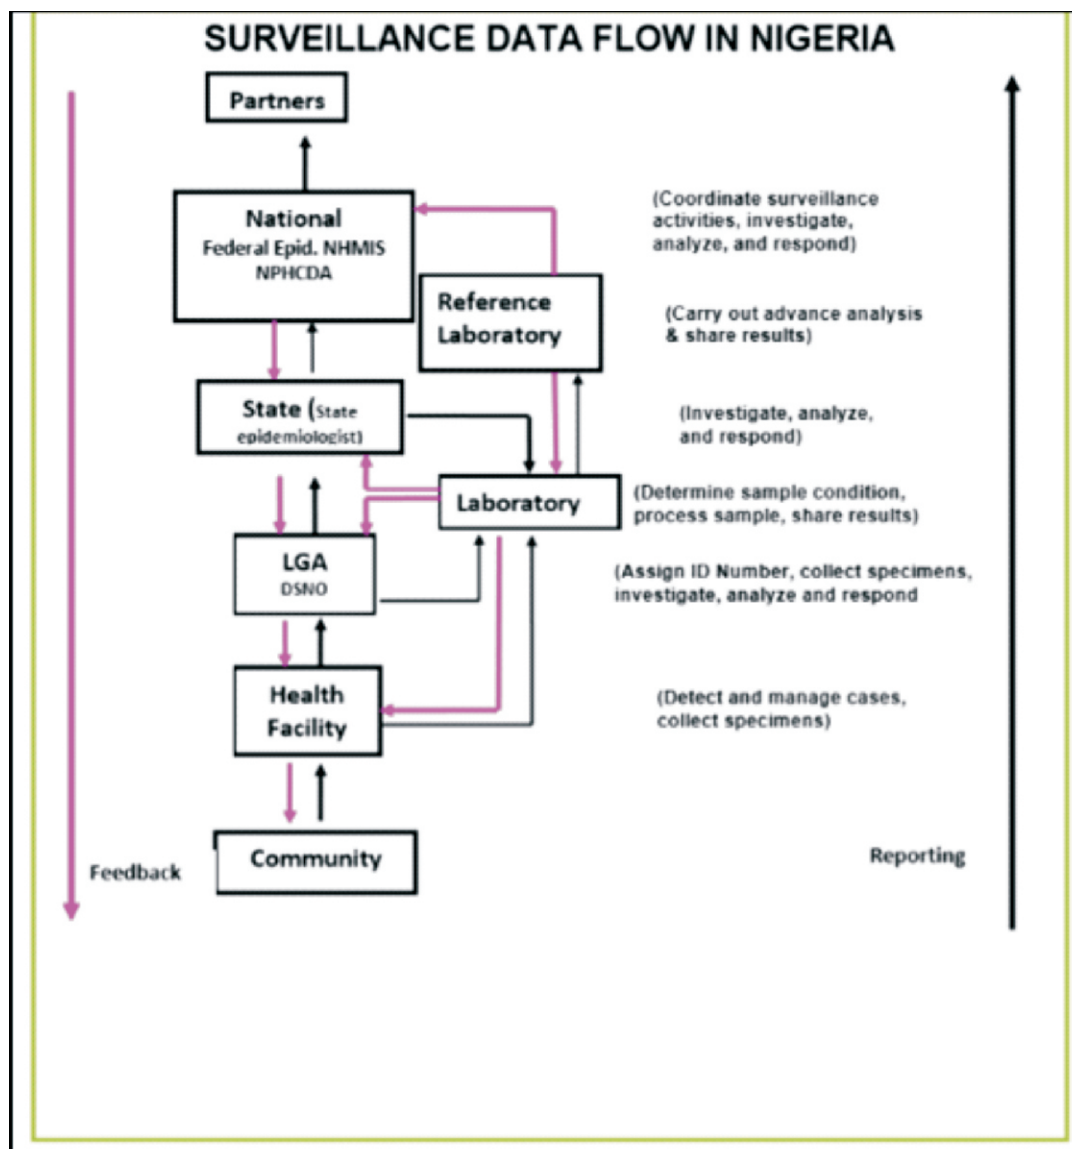 SURVEILLANCE DATA FLOW IN NIGERIA
Partners
National
Federal Epid. NHMIS
NPHCDA
(Coordinate surveillance
activities, investigate,
analyze, and respond)
Reference
Laboratory
(Carry out advance analysis
& share results)
State (State
epidemiologist)
(Investigate, analyze,
and respond)
Laboratory
(Determine sample condition,
process sample, share results)
LGA
DSNO
(Assign ID Number, collect specimens,
investigate, analyze and respond
Health
Facility
(Detect and manage cases,
collect specimens)
Community
Feedback
Reporting